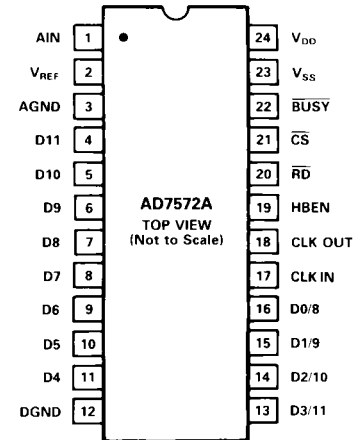 AIN 1 24 VDD
VREF 2 23 VSS
AGND 3 22 BUSY
D11 4 21 CS
D10 5 20 RD
D9 6 19 HBEN
D8 7 18 CLK OUT
D7 8 17 CLK IN
D6 9 16 D0/8
D5 10 15 D1/9
D4 11 14 D2/10
DGND 12 13 D3/11
AD7572A
TOP VIEW
(Not to Scale)